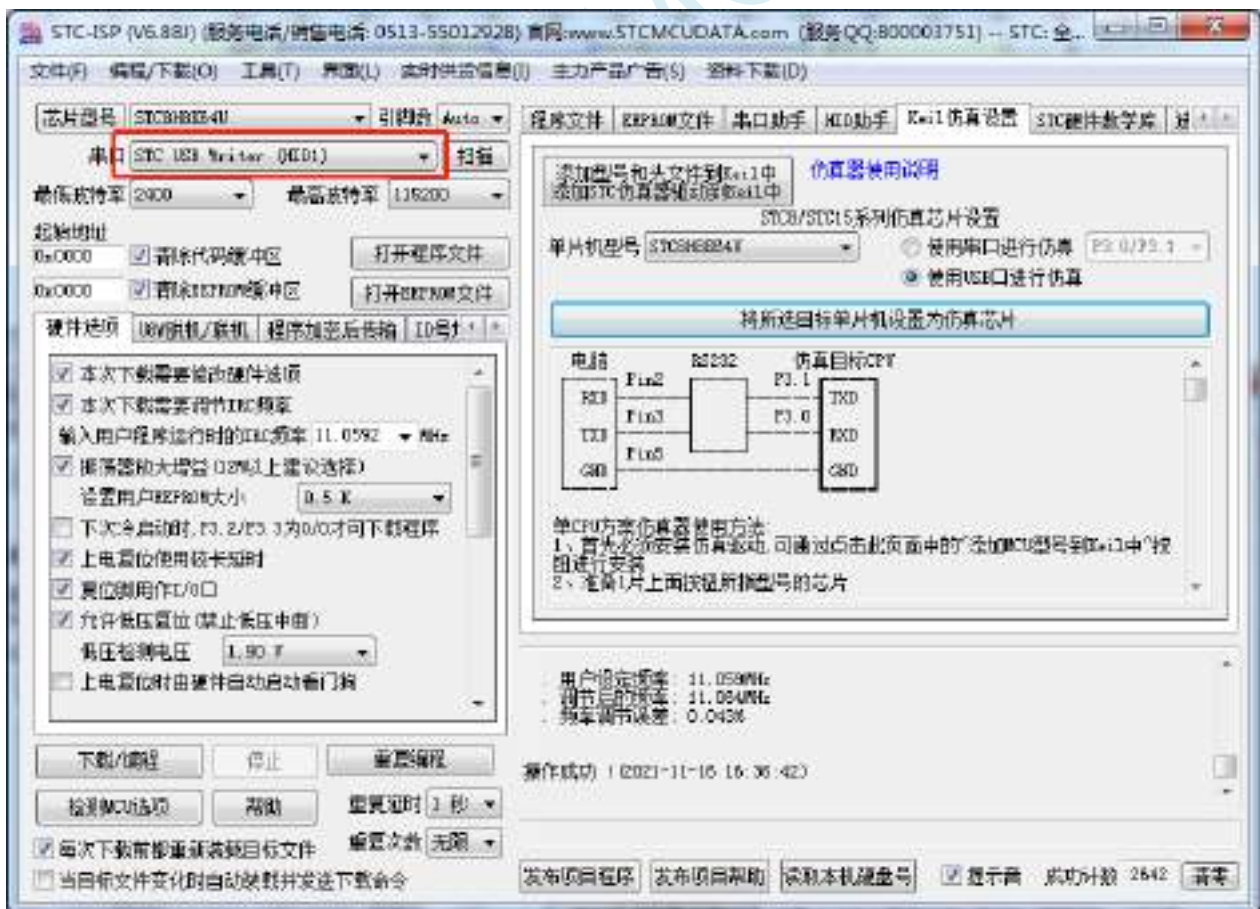 STC-ISP (V6.88J) (服务电话/销售电话: 0513-55012928) 官网:www.STCMCUDATA.com (服务QQ:800003751) -- STC: 全...
文件(F) 编程/下载(O) 工具(T) 界面(L) 实时供货信息(I) 主力产品广告(S) 资料下载(D)
芯片型号 引脚数 Auto
串口 STC USB Writer (HID1) 扫描
最低波特率 2400 最高波特率 115200
起始地址
0x0000 清除代码缓冲区 打开程序文件
0x0000 清除EEPROM缓冲区 打开EEPROM文件
硬件选项 U8W脱机/联机 程序加密后传输 ID号
本次下载需要修改硬件选项
本次下载需要调节IRC频率
输入用户程序运行时的IRC频率 11.0592 MHz
振荡器放大增益(12M以上建议选择)
设置用户EEPROM大小 0.5 K
下次冷启动时,P3.2/P3.3为0/0才可下载程序
上电复位使用较长延时
复位脚用作I/O口
允许低压复位(禁止低压中断)
低压检测电压 1.90 V
上电复位时由硬件自动启动看门狗
下载/编程 停止 重复编程
检测MCU选项 帮助 重复延时 1 秒
每次下载前都重新装载目标文件 重复次数 无限
当目标文件变化时自动装载并发送下载命令
程序文件 EEPROM文件 串口助手 HID助手 Keil仿真设置 STC硬件数学库
添加型号和头文件到Keil中
添加STC仿真器驱动到Keil中
仿真器使用说明
STC8/STC15系列仿真芯片设置
单片机型号 使用串口进行仿真 P3.0/P3.1
使用USB口进行仿真
将所选目标单片机设置为仿真芯片
电脑 RS232 仿真目标CPU
Pin2 P3.1
RXD TXD
Pin3 P3.0
TXD RXD
Pin5
GND GND
单CPU方案仿真器使用方法:
1、首先必须安装仿真驱动,可通过点击此页面中的"添加MCU型号到Keil中"按
钮进行安装
2、准备1片上面按钮所指型号的芯片
. 用户设定频率: 11.059MHz
. 调节后的频率: 11.064MHz
. 频率调节误差: 0.043%
操作成功 !(2021-11-16 16:36:42)
发布项目程序 发布项目帮助 读取本机硬盘号 提示音 成功计数 2642 清零